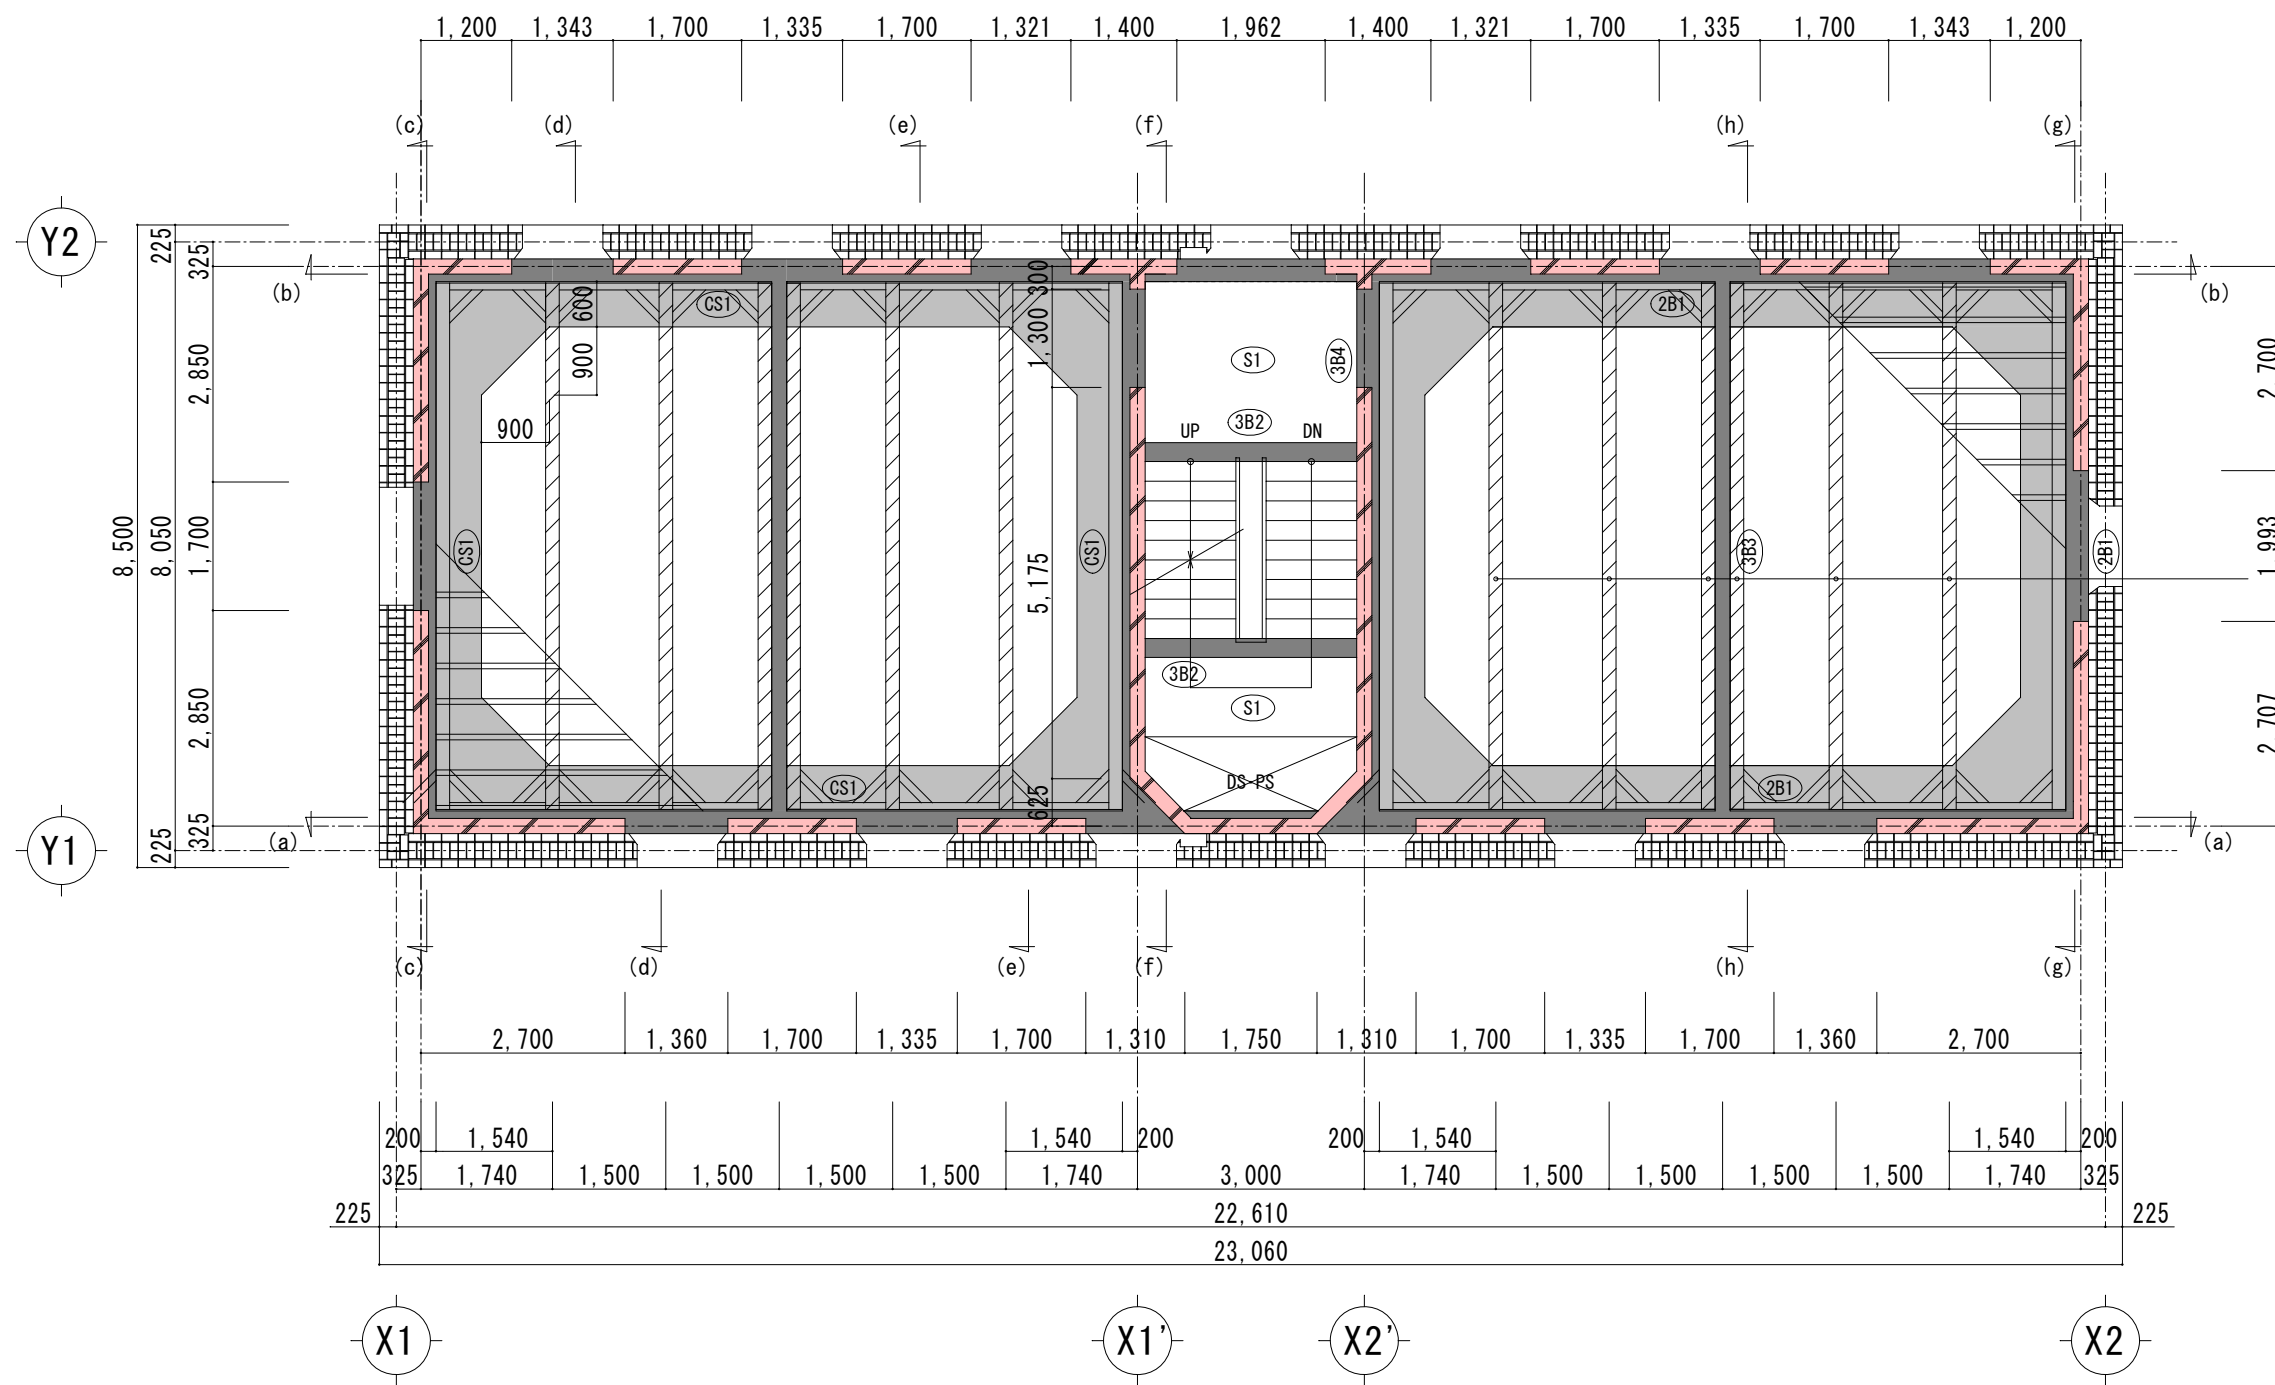 1,200 1,343 1,700 1,335 1,700 1,321 1,400 1,962 1,400 1,321 1,700 1,335 1,700 1,343 1,200
(c) (d) (e) (f) (h) (g)
Y2
225
325
(b)
(b)
CS1
2B1
600
300
900
1,300
S1
3B4
2,850
2,700
900
3B2
UP
DN
8,500
8,050
1,700
CS1
CS1
5,175
3B3
2B1
1,993
3B2
S1
2,850
2,707
DS・PS
CS1
2B1
625
Y1
225
325
(a)
(a)
(c) (d) (e) (f) (h) (g)
2,700 1,360 1,700 1,335 1,700 1,310 1,750 1,310 1,700 1,335 1,700 1,360 2,700
200 1,540 1,540 200 200 1,540 1,540 200
325 1,740 1,500 1,500 1,500 1,500 1,740 3,000 1,740 1,500 1,500 1,500 1,500 1,740 325
225 22,610 225
23,060
X1 X1' X2' X2